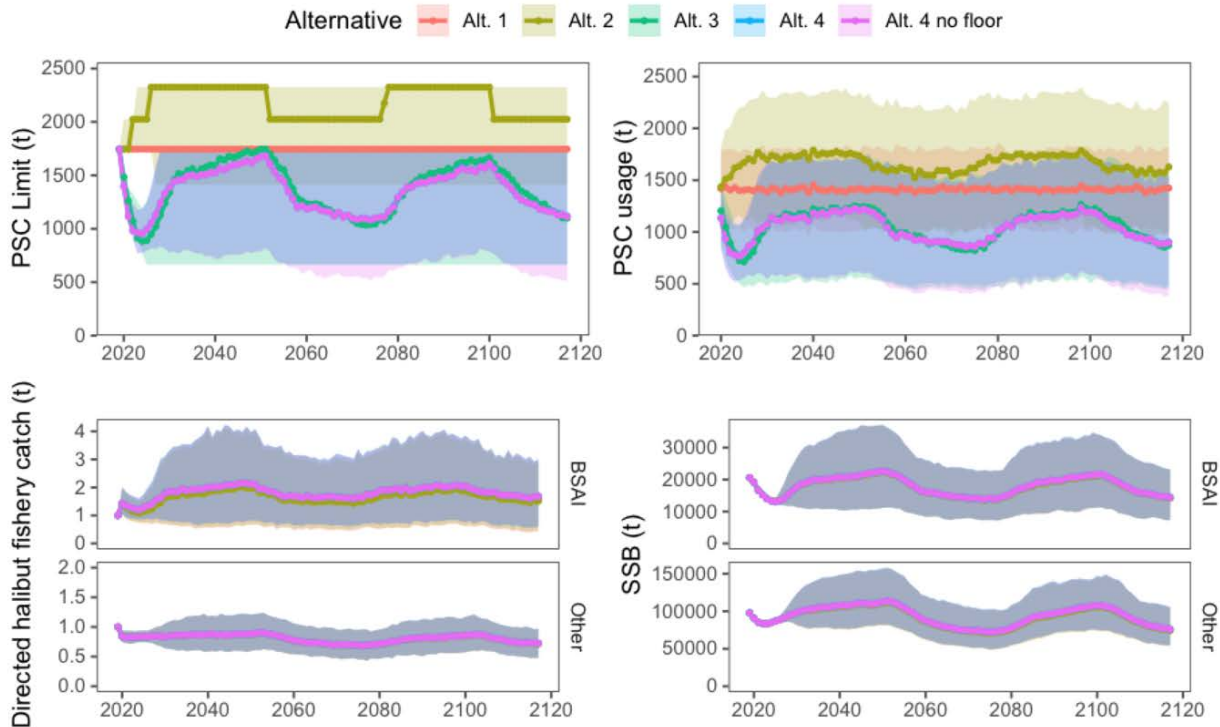 Alternative Alt. 1 Alt. 2 Alt. 3 Alt. 4 Alt. 4 no floor
PSC Limit (t)
2500
2000
1500
1000
500
0
2020 2040 2060 2080 2100 2120
PSC usage (t)
2500
2000
1500
1000
500
0
2020 2040 2060 2080 2100 2120
Directed halibut fishery catch (t)
4
3
2
1
0
BSAI
2.0
1.5
1.0
0.5
0.0
Other
2020 2040 2060 2080 2100 2120
SSB (t)
30000
20000
10000
0
BSAI
150000
100000
50000
0
Other
2020 2040 2060 2080 2100 2120